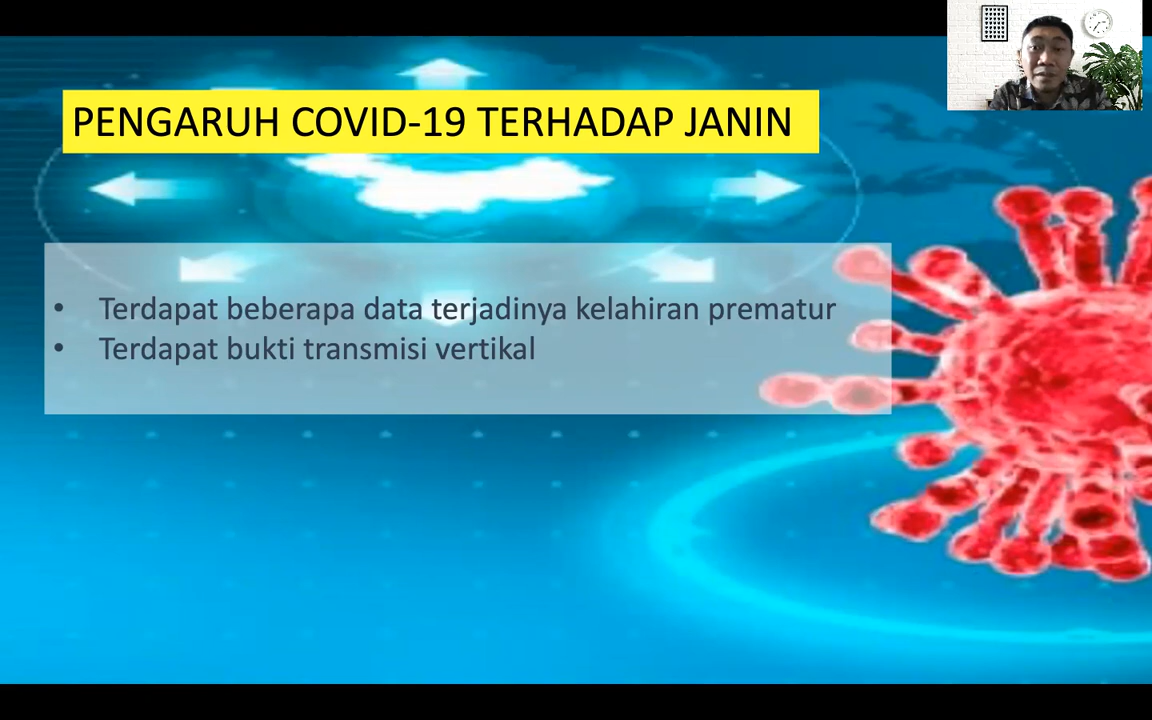 PENGARUH COVID-19 TERHADAP JANIN
• Terdapat beberapa data terjadinya kelahiran prematur
• Terdapat bukti transmisi vertikal